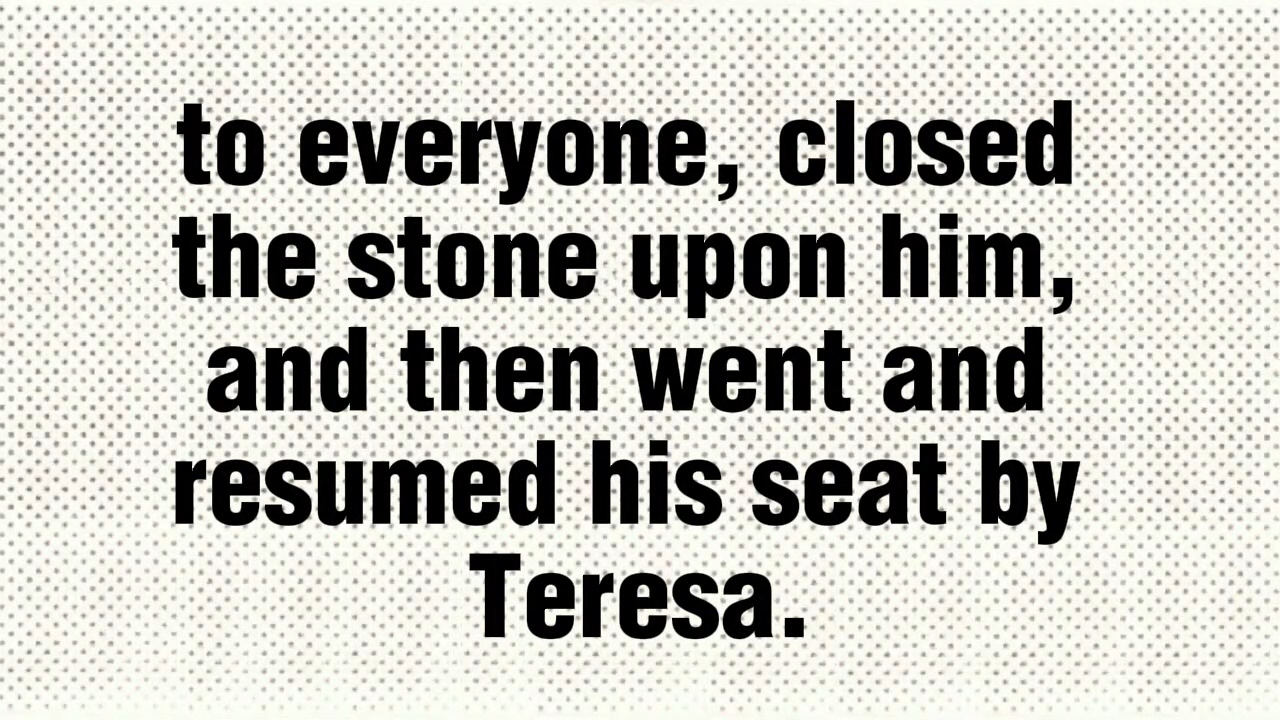 to everyone, closed
the stone upon him,
and then went and
resumed his seat by
Teresa.